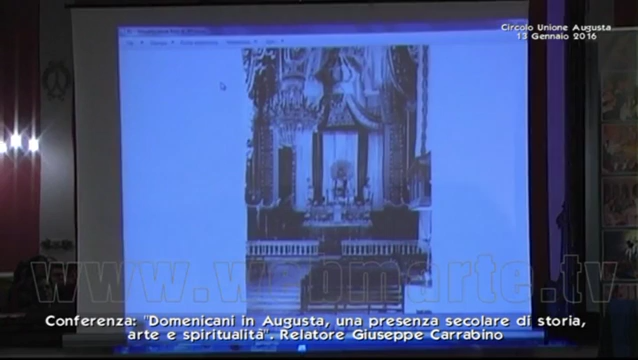 Circolo Unione Augusta
13 Gennaio 2016
www.webmarte.tv
Conferenza: "Domenicani in Augusta, una presenza secolare di storia,
arte e spiritualità". Relatore Giuseppe Carrabino